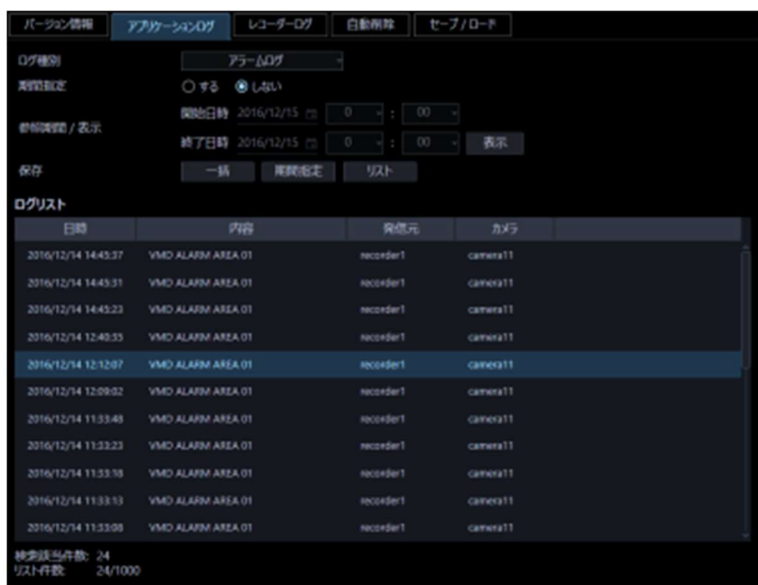 バージョン情報 アプリケーションログ レコーダーログ 自動削除 セーブ/ロード
ログ種別 アラームログ
期間指定 する しない
開始日時 2016/12/15 0 : 00
参照期間 / 表示
終了日時 2016/12/15 0 : 00 表示
保存 一括 期間指定 リスト
ログリスト
日時 内容 発信元 カメラ
2016/12/14 14:45:37 VMD ALARM AREA 01 recorder1 camera11
2016/12/14 14:45:31 VMD ALARM AREA 01 recorder1 camera11
2016/12/14 14:45:23 VMD ALARM AREA 01 recorder1 camera11
2016/12/14 12:40:35 VMD ALARM AREA 01 recorder1 camera11
2016/12/14 12:12:07 VMD ALARM AREA 01 recorder1 camera11
2016/12/14 12:09:02 VMD ALARM AREA 01 recorder1 camera11
2016/12/14 11:33:48 VMD ALARM AREA 01 recorder1 camera11
2016/12/14 11:33:23 VMD ALARM AREA 01 recorder1 camera11
2016/12/14 11:33:18 VMD ALARM AREA 01 recorder1 camera11
2016/12/14 11:33:13 VMD ALARM AREA 01 recorder1 camera11
2016/12/14 11:33:08 VMD ALARM AREA 01 recorder1 camera11
検索該当件数: 24
リスト件数: 24/1000